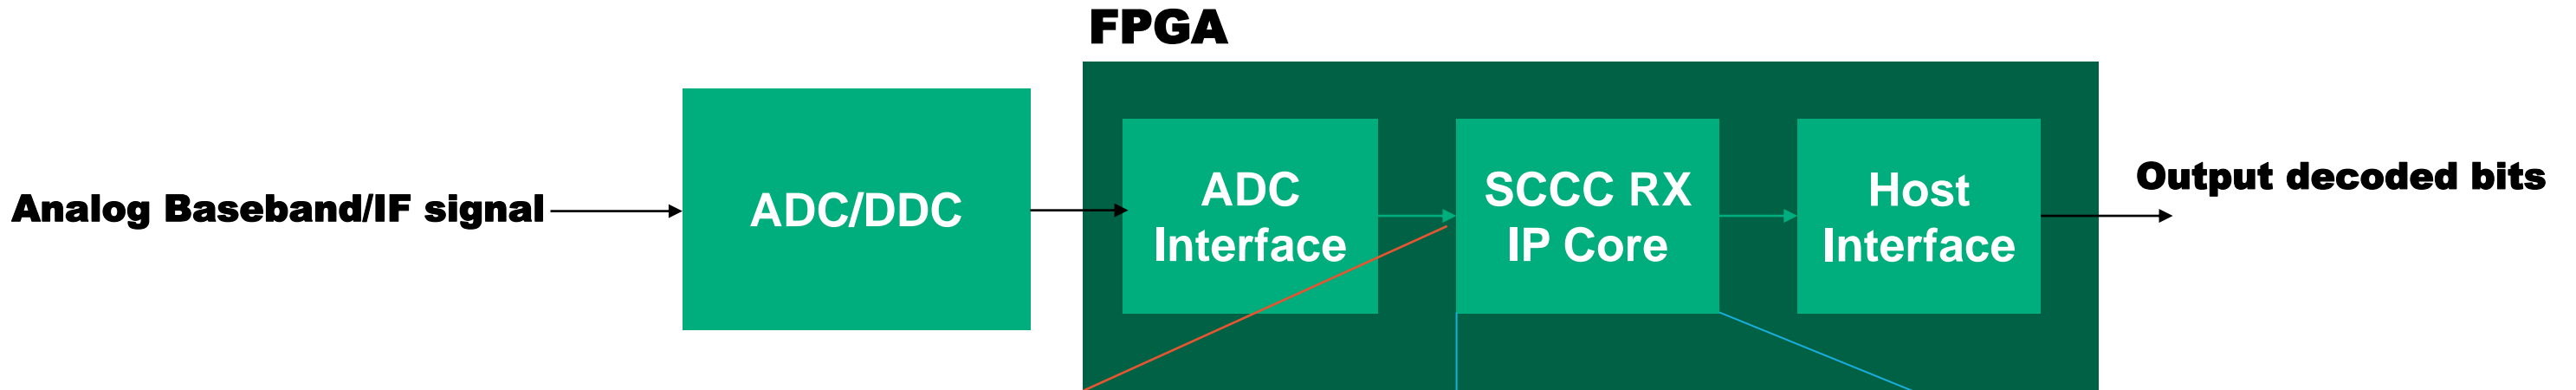 FPGA
Analog Baseband/IF signal
ADC/DDC
ADC
Interface
SCCC RX
IP Core
Host
Interface
Output decoded bits